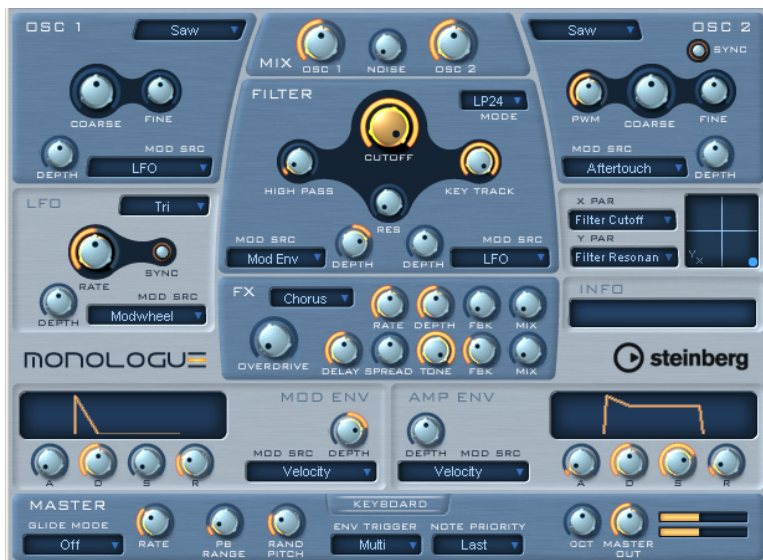 OSC 1
Saw
COARSE
FINE
MOD SRC
DEPTH
LFO
MIX
OSC 1
NOISE
OSC 2
Saw
OSC 2
SYNC
PWM
COARSE
FINE
MOD SRC
Aftertouch
DEPTH
FILTER
LP24
MODE
CUTOFF
HIGH PASS
KEY TRACK
RES
MOD SRC
Mod Env
DEPTH
DEPTH
MOD SRC
LFO
LFO
Tri
RATE
SYNC
MOD SRC
DEPTH
Modwheel
X PAR
Filter Cutoff
Y PAR
Filter Resonan
Y X
FX
Chorus
RATE
DEPTH
FBK
MIX
OVERDRIVE
DELAY
SPREAD
TONE
FBK
MIX
INFO
MONOLOGUE
steinberg
MOD ENV
A
D
S
R
MOD SRC
DEPTH
Velocity
AMP ENV
DEPTH
MOD SRC
Velocity
A
D
S
R
MASTER
GLIDE MODE
Off
RATE
PB RANGE
RAND PITCH
KEYBOARD
ENV TRIGGER
Multi
NOTE PRIORITY
Last
OCT
MASTER OUT